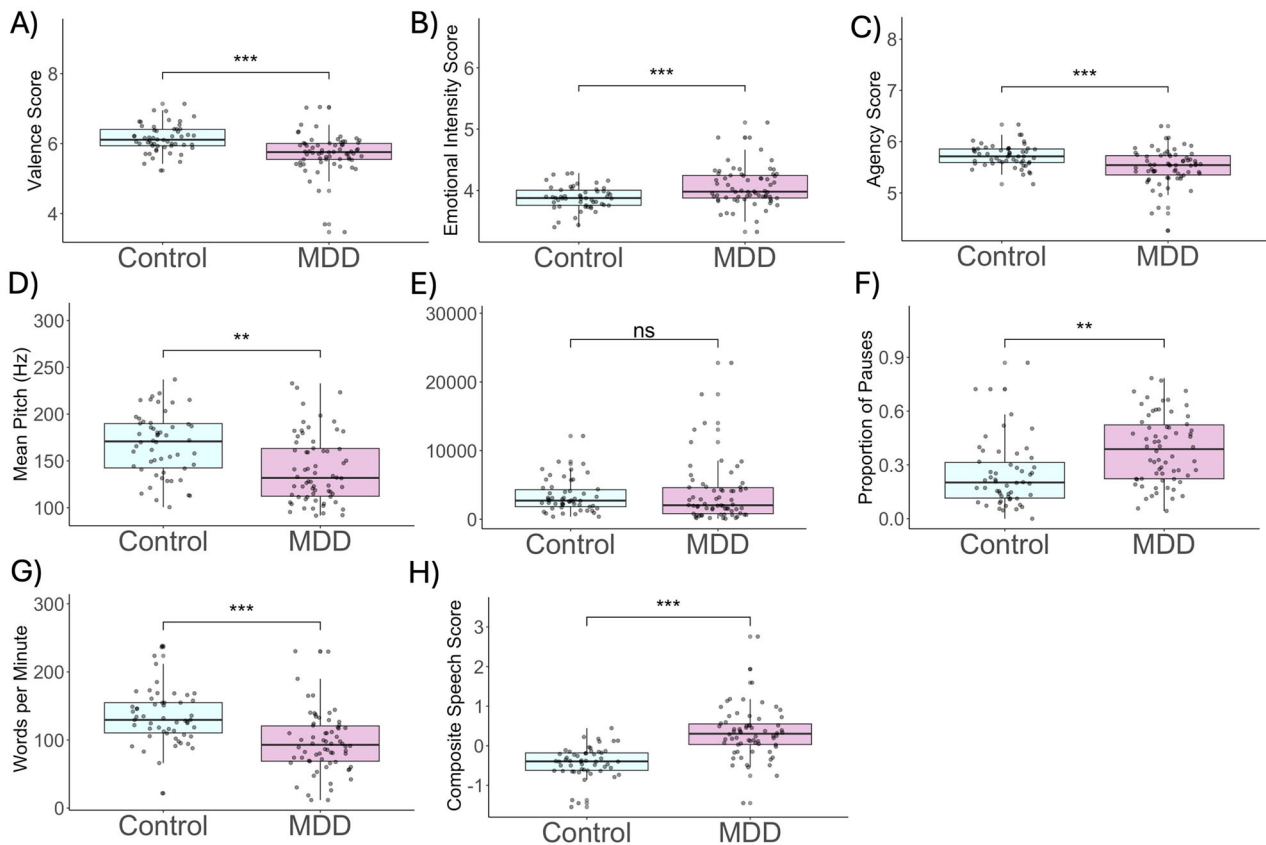 A)
Valence Score
8
6
4
***
Control
MDD
B)
Emotional Intensity Score
6
5
4
***
Control
MDD
C)
Agency Score
8
7
6
5
***
Control
MDD
D)
Mean Pitch (Hz)
300
250
200
150
100
**
Control
MDD
E)
30000
20000
10000
0
ns
Control
MDD
F)
Proportion of Pauses
0.9
0.6
0.3
0.0
**
Control
MDD
G)
Words per Minute
300
200
100
0
***
Control
MDD
H)
Composite Speech Score
3
2
1
0
-1
***
Control
MDD